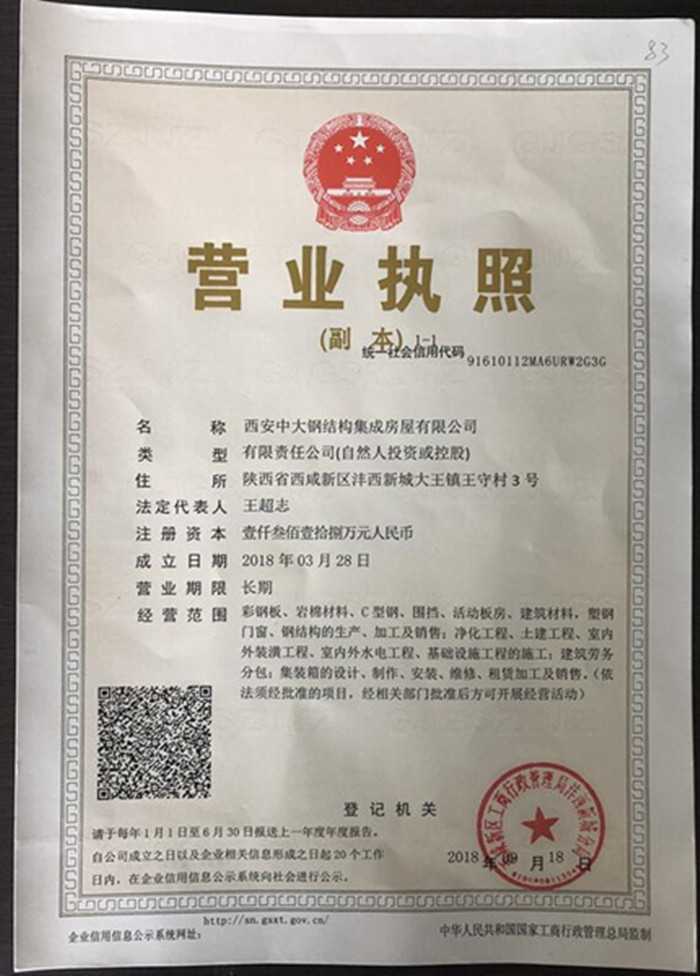 83
营业执照
(副 本) 1-1
统一社会信用代码 91610112MA6URW2G3G
名 称 西安中大钢结构集成房屋有限公司
类 型 有限责任公司(自然人投资或控股)
住 所 陕西省西咸新区沣西新城大王镇王守村 3 号
法定代表人 王超志
注册资本 壹仟叁佰壹拾捌万元人民币
成立日期 2018 年 03 月 28 日
营业期限 长期
经营范围 彩钢板、岩棉材料、C 型钢、围挡、活动板房、建筑材料,塑钢
门窗、钢结构的生产、加工及销售;净化工程、土建工程、室内
外装潢工程、室内外水电工程、基础设施工程的施工;建筑劳务
分包;集装箱的设计、制作、安装、维修、租赁加工及销售。(依
法须经批准的项目,经相关部门批准后方可开展经营活动)
登记机关
请于每年1月1日至6月30日报送上一年度年度报告。
自公司成立之日以及企业相关信息形成之日起20个工作
日内,在企业信用信息公示系统向社会进行公示。
2018 年 09 月 18 日
http://sn.gsxt.gov.cn/
企业信用信息公示系统网址:
中华人民共和国国家工商行政管理总局监制